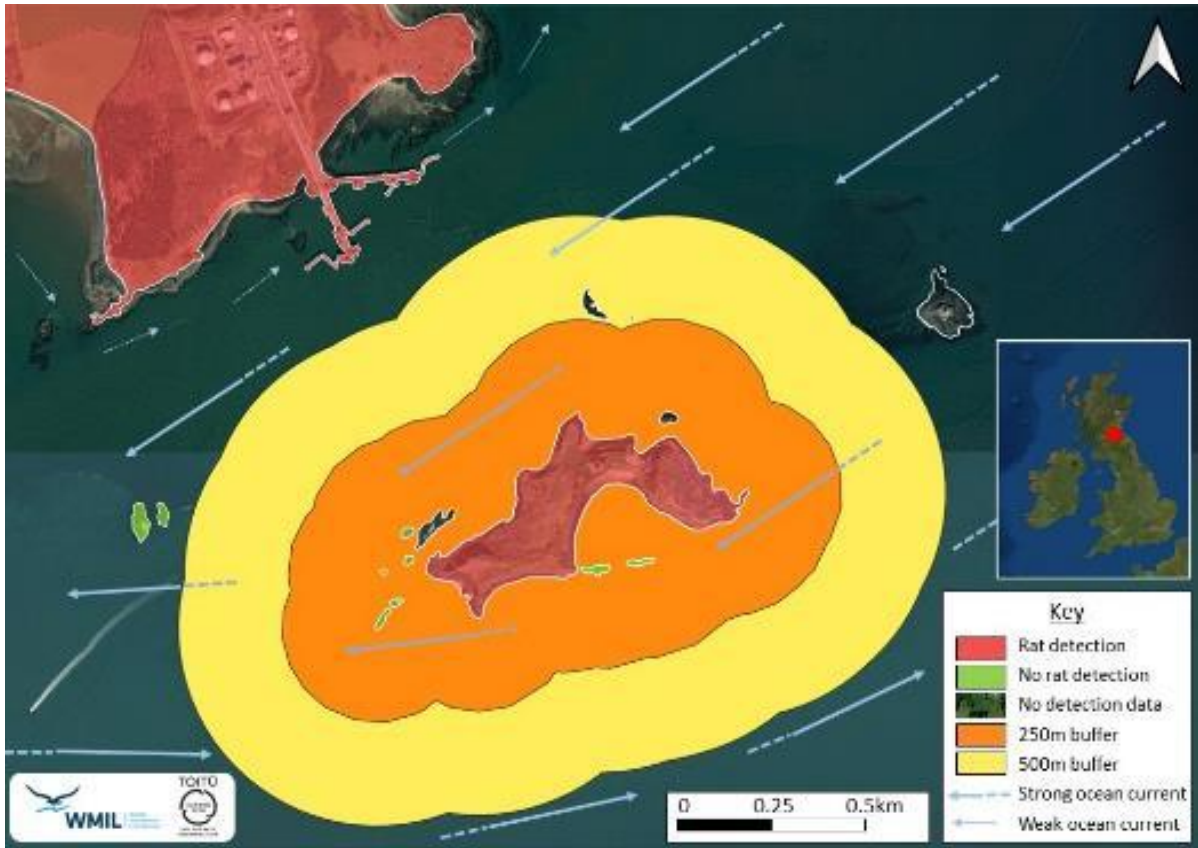 Key
Rat detection
No rat detection
No detection data
250m buffer
500m buffer
Strong ocean current
Weak ocean current
0 0.25 0.5km
WMIL
TOITŪ